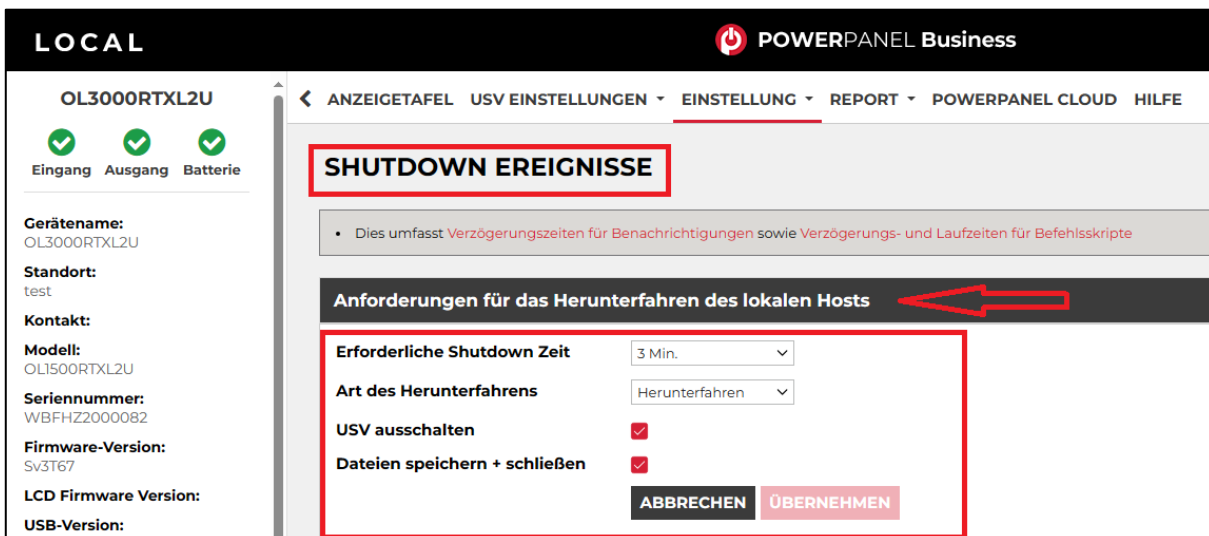 LOCAL
POWERPANEL Business
OL3000RTXL2U
Eingang Ausgang Batterie
Gerätename:
OL3000RTXL2U
Standort:
test
Kontakt:
Modell:
OL1500RTXL2U
Seriennummer:
WBFHZ2000082
Firmware-Version:
Sv3T67
LCD Firmware Version:
USB-Version:
ANZEIGETAFEL USV EINSTELLUNGEN EINSTELLUNG REPORT POWERPANEL CLOUD HILFE
SHUTDOWN EREIGNISSE
• Dies umfasst Verzögerungszeiten für Benachrichtigungen sowie Verzögerungs- und Laufzeiten für Befehlsskripte
Anforderungen für das Herunterfahren des lokalen Hosts
Erforderliche Shutdown Zeit 3 Min.
Art des Herunterfahrens Herunterfahren
USV ausschalten
Dateien speichern + schließen
ABBRECHEN ÜBERNEHMEN